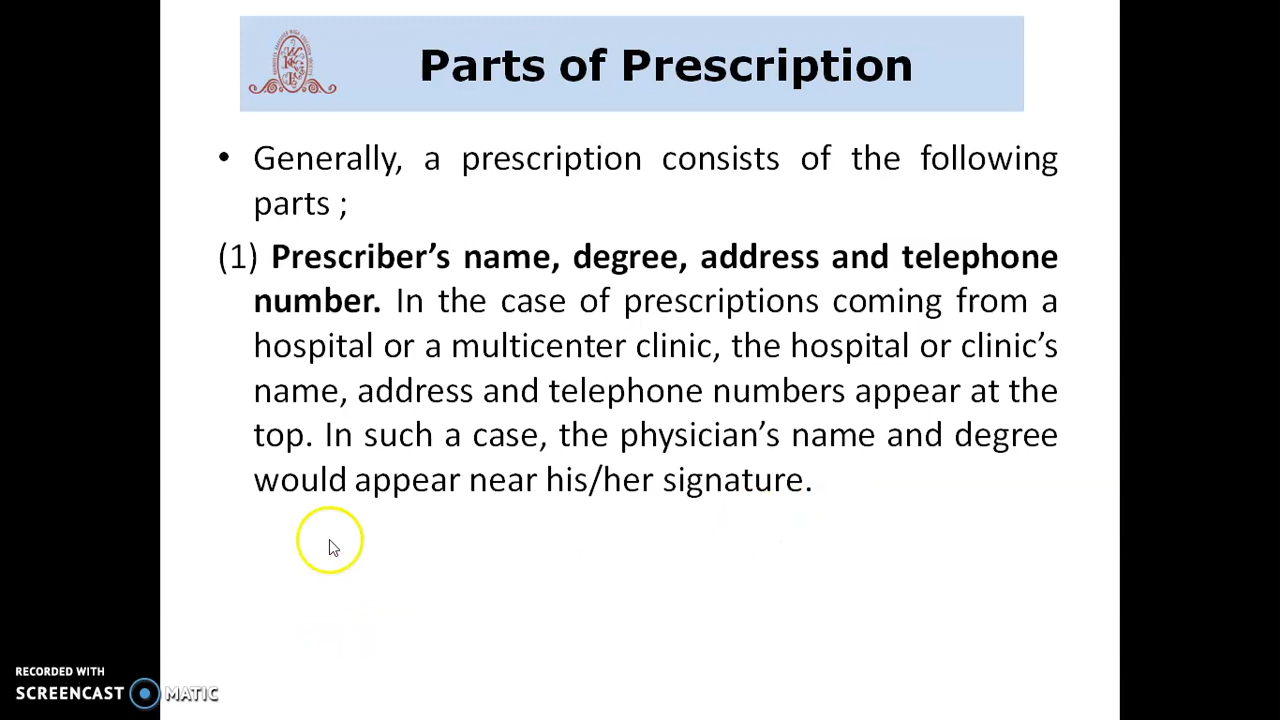 Parts of Prescription
• Generally, a prescription consists of the following
parts ;
(1) Prescriber’s name, degree, address and telephone
number. In the case of prescriptions coming from a
hospital or a multicenter clinic, the hospital or clinic’s
name, address and telephone numbers appear at the
top. In such a case, the physician’s name and degree
would appear near his/her signature.
RECORDED WITH
SCREENCAST MATIC